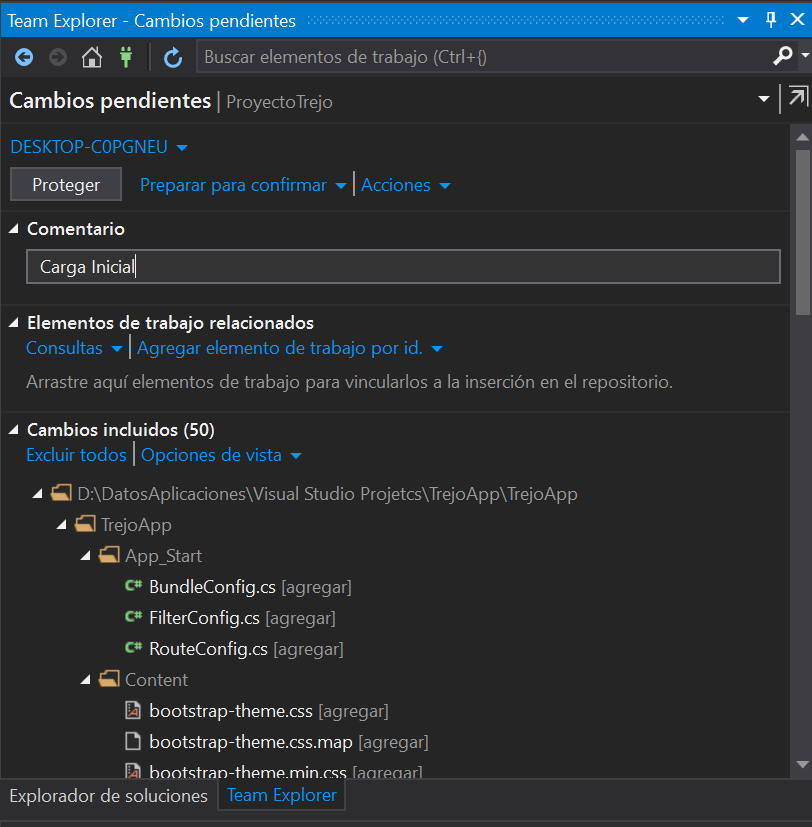 Team Explorer - Cambios pendientes
Buscar elementos de trabajo (Ctrl+{)
Cambios pendientes | ProyectoTrejo
DESKTOP-C0PGNEU
Proteger Preparar para confirmar Acciones
Comentario
Carga Inicial
Elementos de trabajo relacionados
Consultas Agregar elemento de trabajo por id.
Arrastre aquí elementos de trabajo para vincularlos a la inserción en el repositorio.
Cambios incluidos (50)
Excluir todos Opciones de vista
D:\DatosAplicaciones\Visual Studio Projetcs\TrejoApp\TrejoApp
TrejoApp
App_Start
C# BundleConfig.cs [agregar]
C# FilterConfig.cs [agregar]
C# RouteConfig.cs [agregar]
Content
bootstrap-theme.css [agregar]
bootstrap-theme.css.map [agregar]
bootstrap-theme.min.css [agregar]
Explorador de soluciones Team Explorer